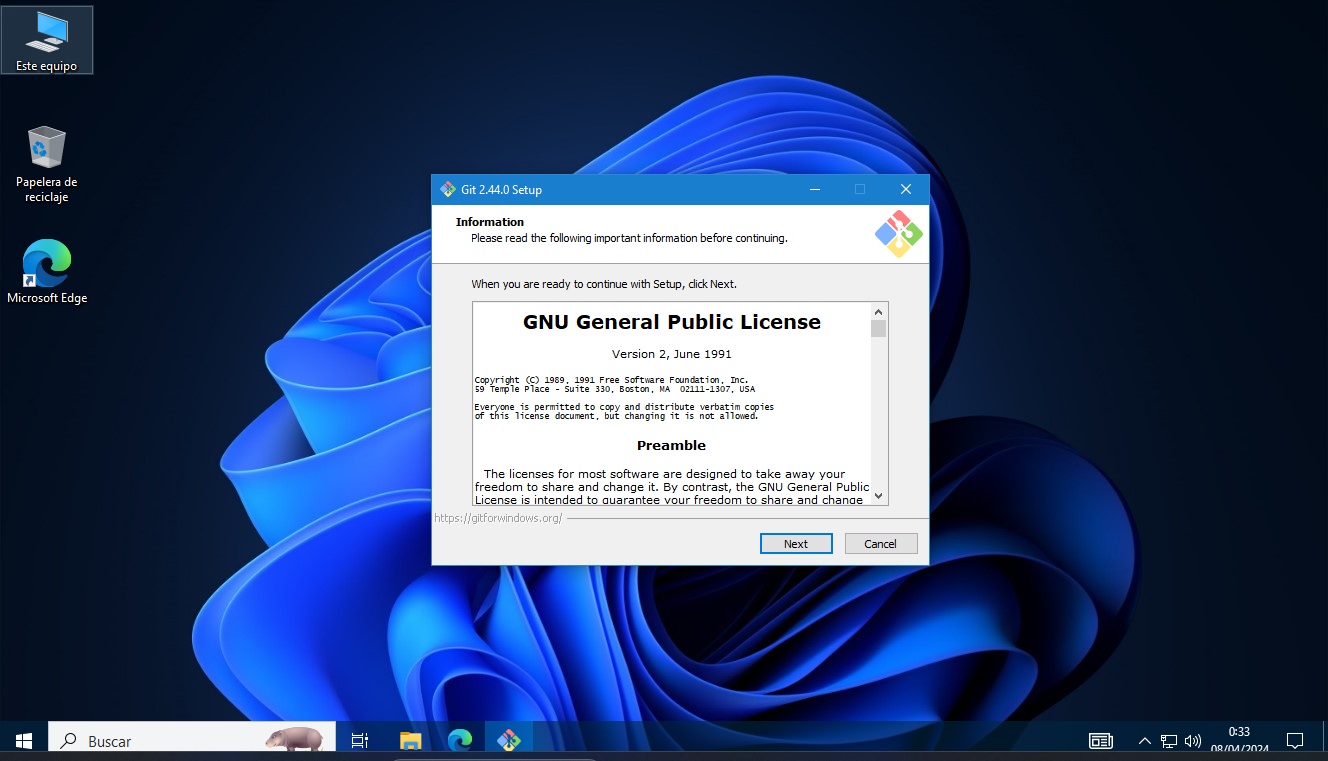 Este equipo
Papelera de
reciclaje
Microsoft Edge
Git 2.44.0 Setup
Information
Please read the following important information before continuing.
When you are ready to continue with Setup, click Next.
GNU General Public License
Version 2, June 1991
Copyright (C) 1989, 1991 Free Software Foundation, Inc.
59 Temple Place - Suite 330, Boston, MA  02111-1307, USA
Everyone is permitted to copy and distribute verbatim copies
of this license document, but changing it is not allowed.
Preamble
The licenses for most software are designed to take away your
freedom to share and change it. By contrast, the GNU General Public
License is intended to guarantee your freedom to share and change
https://gitforwindows.org/
Next
Cancel
Buscar
0:33
08/04/2024